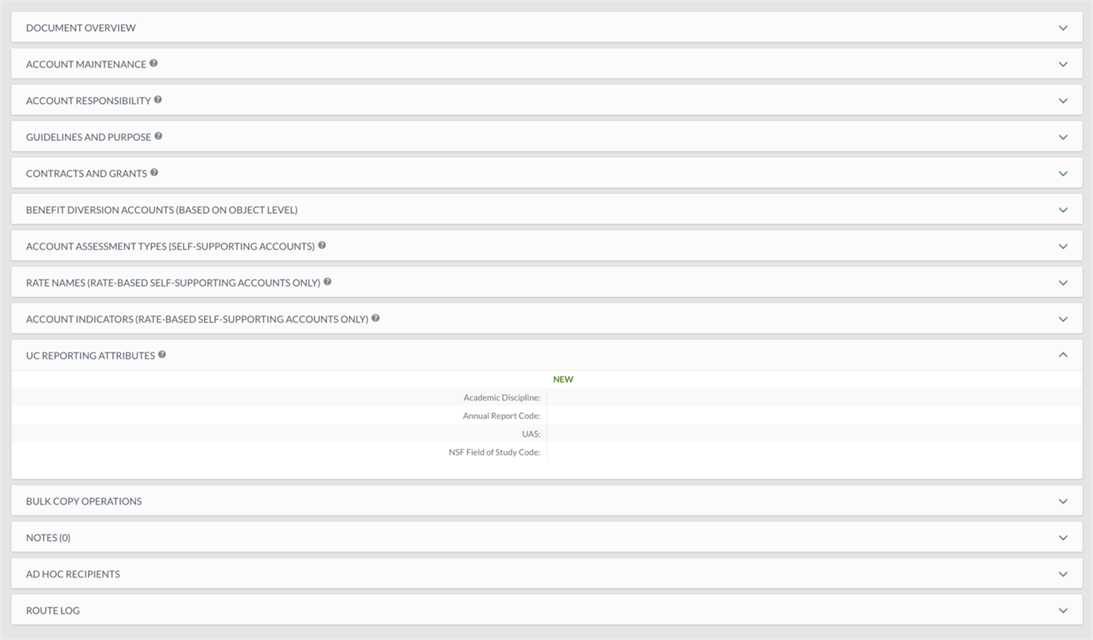 DOCUMENT OVERVIEW
ACCOUNT MAINTENANCE
ACCOUNT RESPONSIBILITY
GUIDELINES AND PURPOSE
CONTRACTS AND GRANTS
BENEFIT DIVERSION ACCOUNTS (BASED ON OBJECT LEVEL)
ACCOUNT ASSESSMENT TYPES (SELF-SUPPORTING ACCOUNTS)
RATE NAMES (RATE-BASED SELF-SUPPORTING ACCOUNTS ONLY)
ACCOUNT INDICATORS (RATE-BASED SELF-SUPPORTING ACCOUNTS ONLY)
UC REPORTING ATTRIBUTES
NEW
Academic Discipline:
Annual Report Code:
UAS:
NSF Field of Study Code:
BULK COPY OPERATIONS
NOTES (0)
AD HOC RECIPIENTS
ROUTE LOG